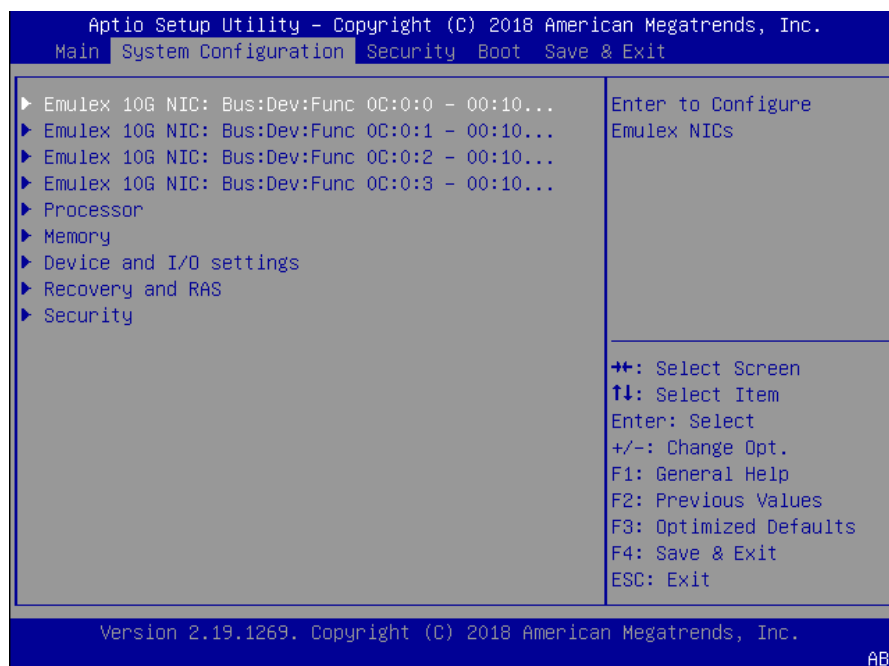 Aptio Setup Utility – Copyright (C) 2018 American Megatrends, Inc.
Main System Configuration Security Boot Save & Exit
▶ Emulex 10G NIC: Bus:Dev:Func 0C:0:0 - 00:10...
▶ Emulex 10G NIC: Bus:Dev:Func 0C:0:1 - 00:10...
▶ Emulex 10G NIC: Bus:Dev:Func 0C:0:2 - 00:10...
▶ Emulex 10G NIC: Bus:Dev:Func 0C:0:3 - 00:10...
▶ Processor
▶ Memory
▶ Device and I/O settings
▶ Recovery and RAS
▶ Security
Enter to Configure
Emulex NICs
→←: Select Screen
↑↓: Select Item
Enter: Select
+/-: Change Opt.
F1: General Help
F2: Previous Values
F3: Optimized Defaults
F4: Save & Exit
ESC: Exit
Version 2.19.1269. Copyright (C) 2018 American Megatrends, Inc.
AB